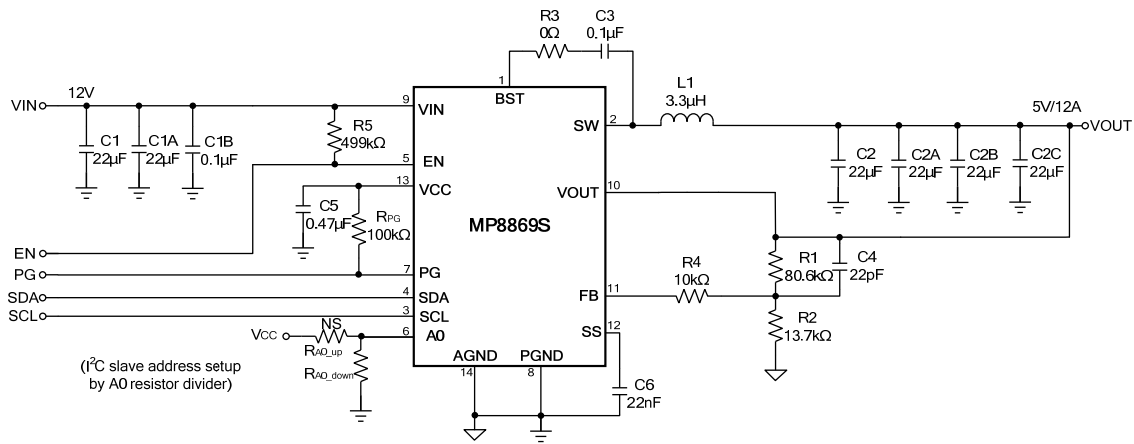 R3
0Ω
C3
0.1µF
1
BST
12V
VIN
9
VIN
C1
22µF
C1A
22µF
C1B
0.1µF
R5
499kΩ
5
EN
13
VCC
C5
0.47µF
RPG
100kΩ
EN
PG
7
PG
SDA
4
SDA
SCL
3
SCL
NS
VCC
6
A0
RA0_up
RA0_down
(I²C slave address setup
by A0 resistor divider)
MP8869S
AGND
14
PGND
8
SW
2
L1
3.3µH
5V/12A
VOUT
C2
22µF
C2A
22µF
C2B
22µF
C2C
22µF
VOUT
10
R1
80.6kΩ
C4
22pF
R4
10kΩ
FB
11
R2
13.7kΩ
SS
12
C6
22nF